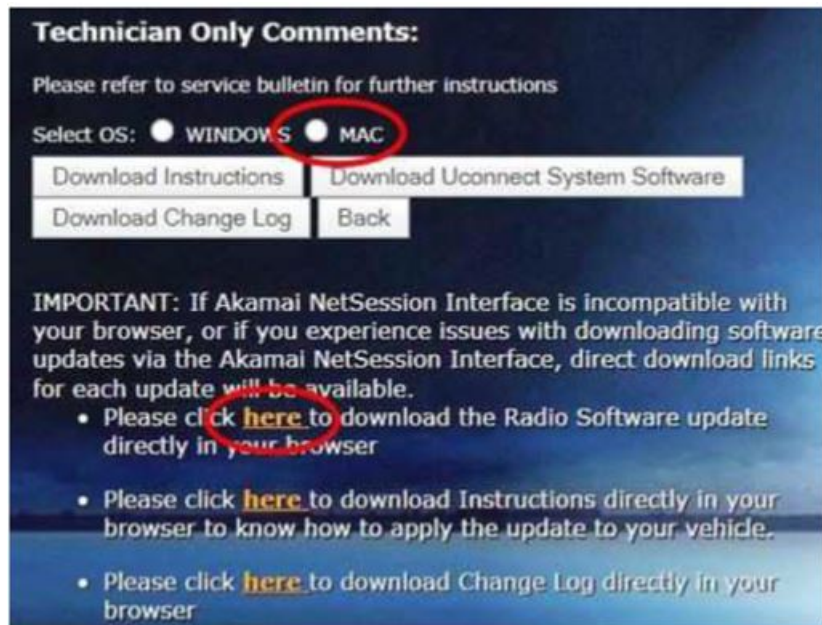 Technician Only Comments:
Please refer to service bulletin for further instructions
Select OS: WINDOWS MAC
Download Instructions Download Uconnect System Software
Download Change Log Back
IMPORTANT: If Akamai NetSession Interface is incompatible with
your browser, or if you experience issues with downloading software
updates via the Akamai NetSession Interface, direct download links
for each update will be available.
• Please click here to download the Radio Software update
directly in your browser
• Please click here to download Instructions directly in your
browser to know how to apply the update to your vehicle.
• Please click here to download Change Log directly in your
browser